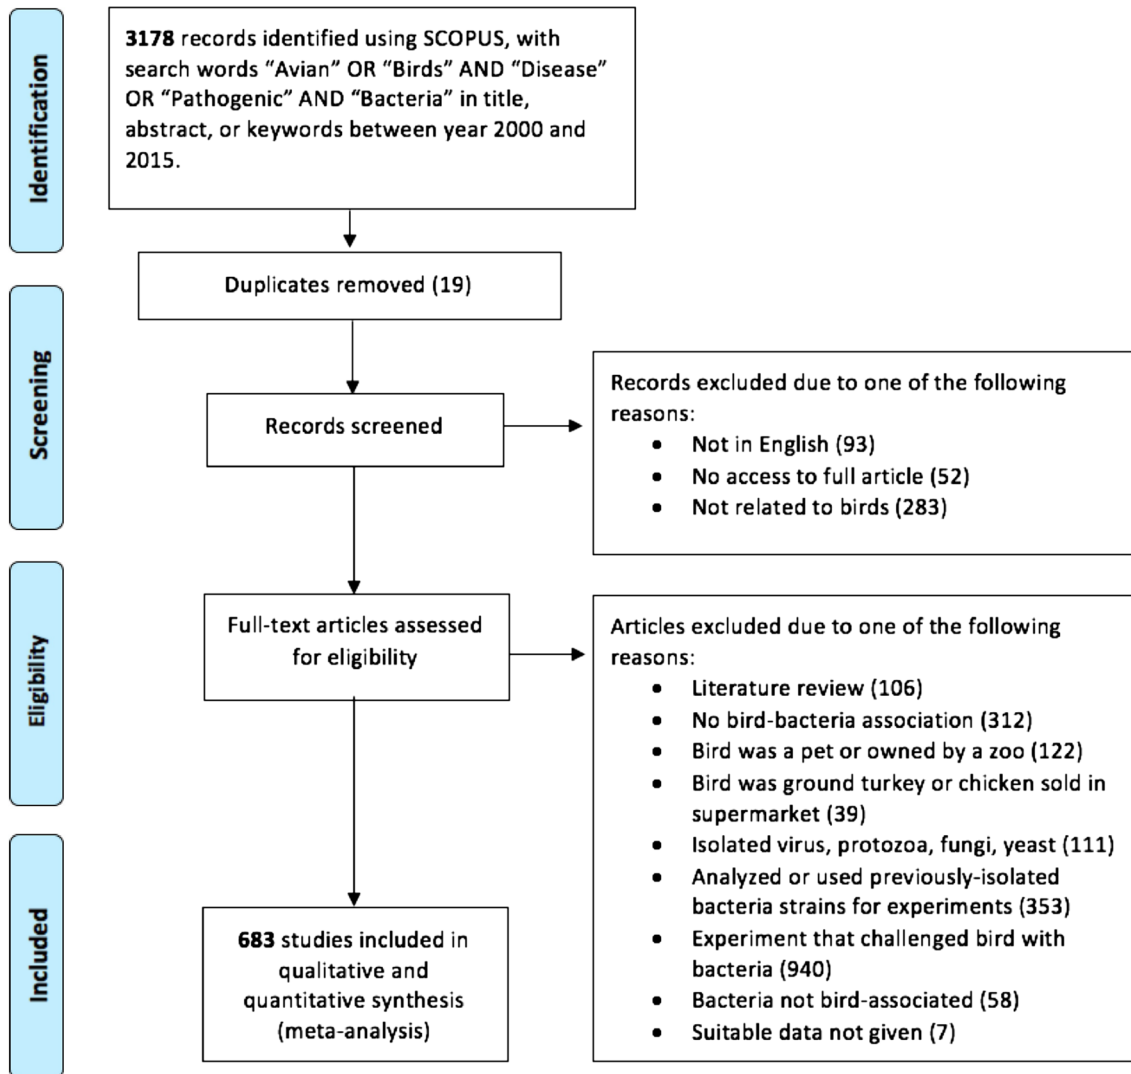 Identification
3178 records identified using SCOPUS, with
search words “Avian” OR “Birds” AND “Disease”
OR “Pathogenic” AND “Bacteria” in title,
abstract, or keywords between year 2000 and
2015.
Duplicates removed (19)
Screening
Records screened
Records excluded due to one of the following
reasons:
• Not in English (93)
• No access to full article (52)
• Not related to birds (283)
Eligibility
Full-text articles assessed
for eligibility
Articles excluded due to one of the following
reasons:
• Literature review (106)
• No bird-bacteria association (312)
• Bird was a pet or owned by a zoo (122)
• Bird was ground turkey or chicken sold in
supermarket (39)
• Isolated virus, protozoa, fungi, yeast (111)
• Analyzed or used previously-isolated
bacteria strains for experiments (353)
• Experiment that challenged bird with
bacteria (940)
• Bacteria not bird-associated (58)
• Suitable data not given (7)
Included
683 studies included in
qualitative and
quantitative synthesis
(meta-analysis)